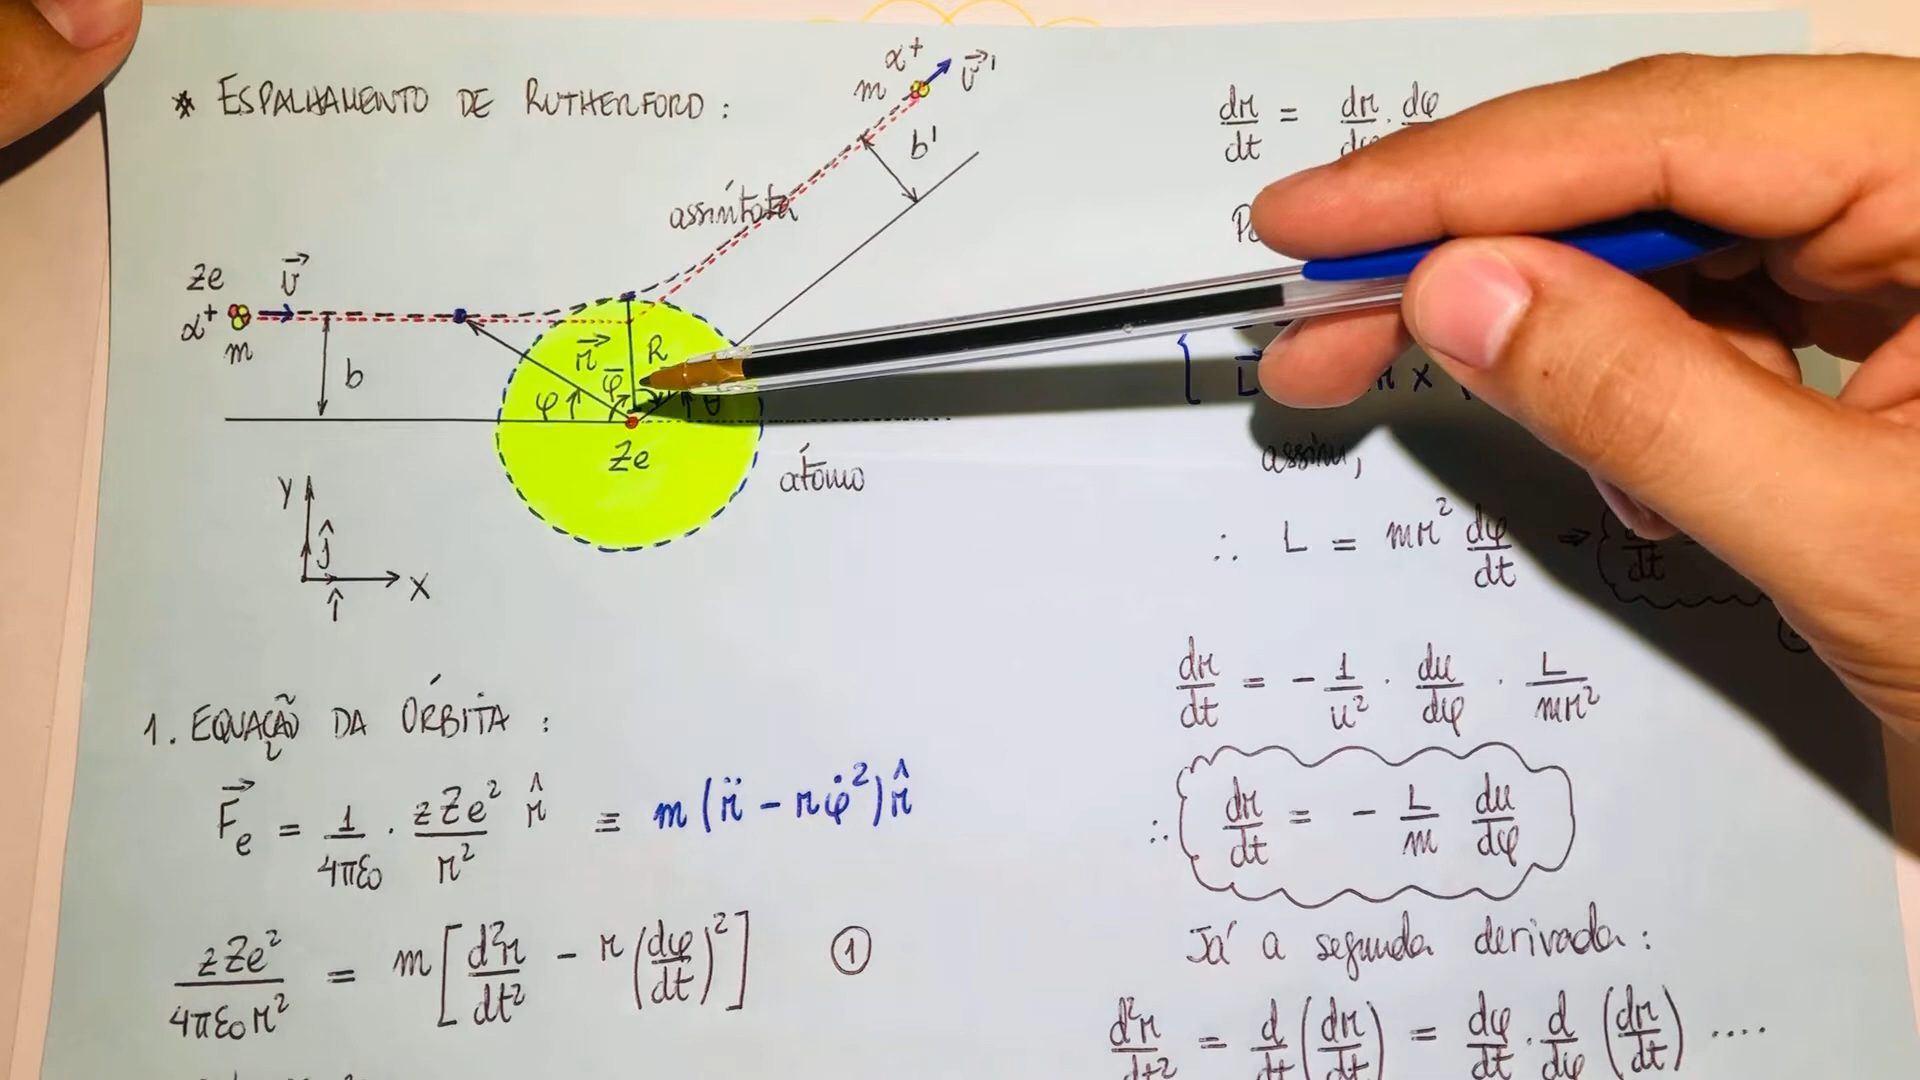 * ESPALHAMENTO DE RUTHERFORD :
α⁺
m
v⃗'
b'
assíntota
ze
v⃗
α⁺
m
b
r⃗
R
φ
φ̅
θ
Ze
átomo
Y
ĵ
X
î
1. EQUAÇÃO DA ÓRBITA :
F⃗e = 1/4πε₀ · zZe²/r² r̂ ≡ m(r̈ - rφ̇²)r̂
zZe²/4πε₀r² = m[d²r/dt² - r(dφ/dt)²] ①
dr/dt = dr/dφ · dφ
assim,
∴ L = mr² dφ/dt ⇒
dr/dt = - 1/u² · du/dφ · L/mr²
∴ dr/dt = - L/m du/dφ
Já a segunda derivada :
d²r/dt² = d/dt (dr/dt) = dφ/dt · d/dφ (dr/dt) ....